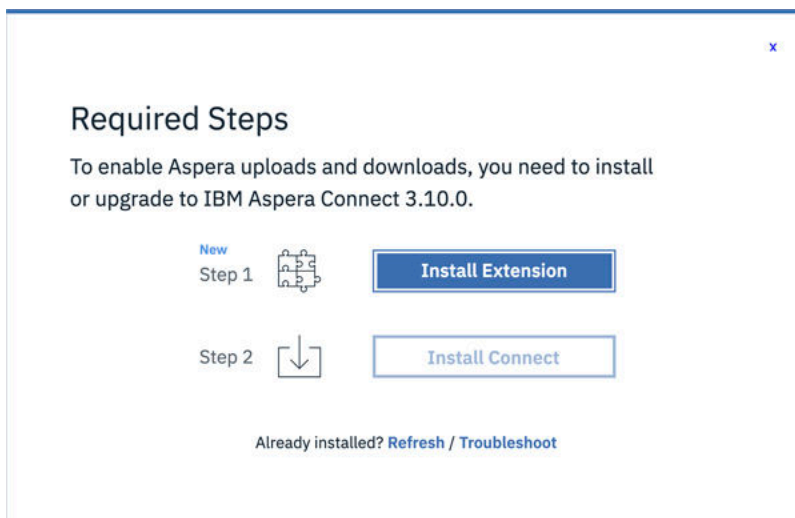 x
Required Steps
To enable Aspera uploads and downloads, you need to install
or upgrade to IBM Aspera Connect 3.10.0.
New
Step 1
Install Extension
Step 2
Install Connect
Already installed? Refresh / Troubleshoot